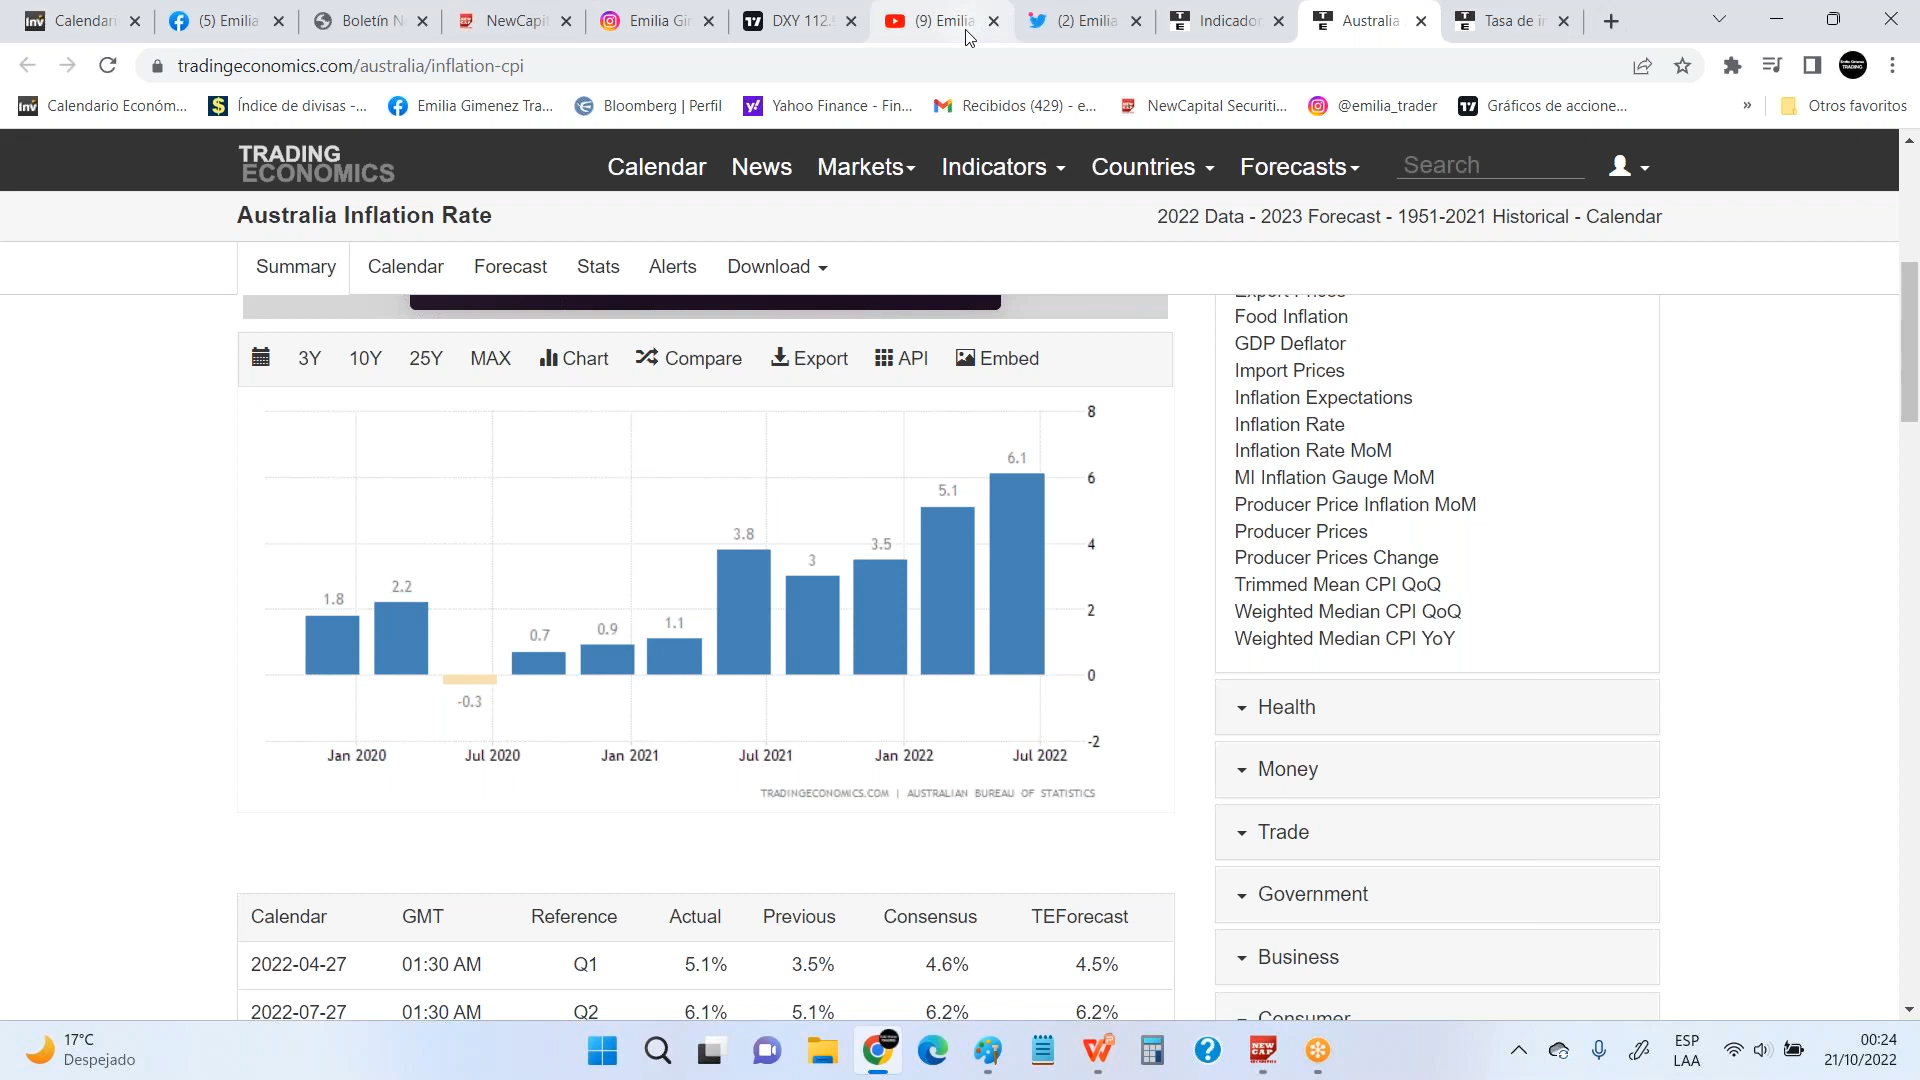 Calendari
(5) Emilia
Boletín N
NewCapit
Emilia Gi
DXY 112.
(9) Emilia
(2) Emilia
Indicador
Australia
Tasa de i
tradingeconomics.com/australia/inflation-cpi
Calendario Económ...
Índice de divisas -...
Emilia Gimenez Tra...
Bloomberg | Perfil
Yahoo Finance - Fin...
Recibidos (429) - e...
NewCapital Securiti...
@emilia_trader
Gráficos de accione...
»
Otros favoritos
TRADING
ECONOMICS
Calendar News Markets Indicators Countries Forecasts Search
Australia Inflation Rate
2022 Data - 2023 Forecast - 1951-2021 Historical - Calendar
Summary Calendar Forecast Stats Alerts Download
3Y 10Y 25Y MAX Chart Compare Export API Embed
8
6
4
2
0
-2
1.8
2.2
-0.3
0.7
0.9
1.1
3.8
3
3.5
5.1
6.1
Jan 2020
Jul 2020
Jan 2021
Jul 2021
Jan 2022
Jul 2022
TRADINGECONOMICS.COM | AUSTRALIAN BUREAU OF STATISTICS
Calendar GMT Reference Actual Previous Consensus TEForecast
2022-04-27 01:30 AM Q1 5.1% 3.5% 4.6% 4.5%
2022-07-27 01:30 AM Q2 6.1% 5.1% 6.2% 6.2%
Export Prices
Food Inflation
GDP Deflator
Import Prices
Inflation Expectations
Inflation Rate
Inflation Rate MoM
MI Inflation Gauge MoM
Producer Price Inflation MoM
Producer Prices
Producer Prices Change
Trimmed Mean CPI QoQ
Weighted Median CPI QoQ
Weighted Median CPI YoY
Health
Money
Trade
Government
Business
Consumer
17°C
Despejado
ESP
LAA
00:24
21/10/2022